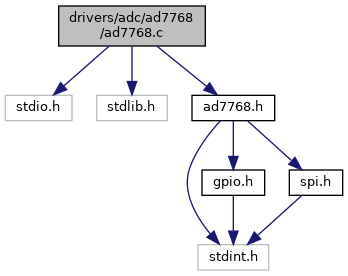 drivers/adc/ad7768
/ad7768.c
stdio.h
stdlib.h
ad7768.h
gpio.h
spi.h
stdint.h